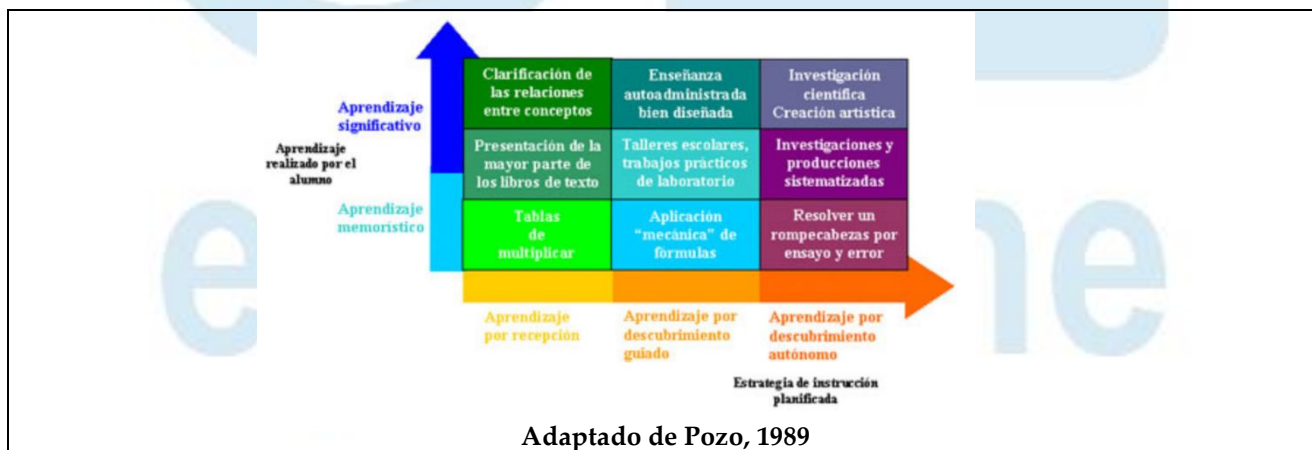 Clarificación de
las relaciones
entre conceptos
Enseñanza
autoadministrada
bien diseñada
Investigación
científica
Creación artística
Aprendizaje
significativo
Aprendizaje
realizado por el
alumno
Presentación de la
mayor parte de
los libros de texto
Talleres escolares,
trabajos prácticos
de laboratorio
Investigaciones y
producciones
sistematizadas
Aprendizaje
memorístico
Tablas
de
multiplicar
Aplicación
“mecánica” de
fórmulas
Resolver un
rompecabezas por
ensayo y error
Aprendizaje
por recepción
Aprendizaje por
descubrimiento
guiado
Aprendizaje por
descubrimiento
autónomo
Estrategia de instrucción
planificada
Adaptado de Pozo, 1989